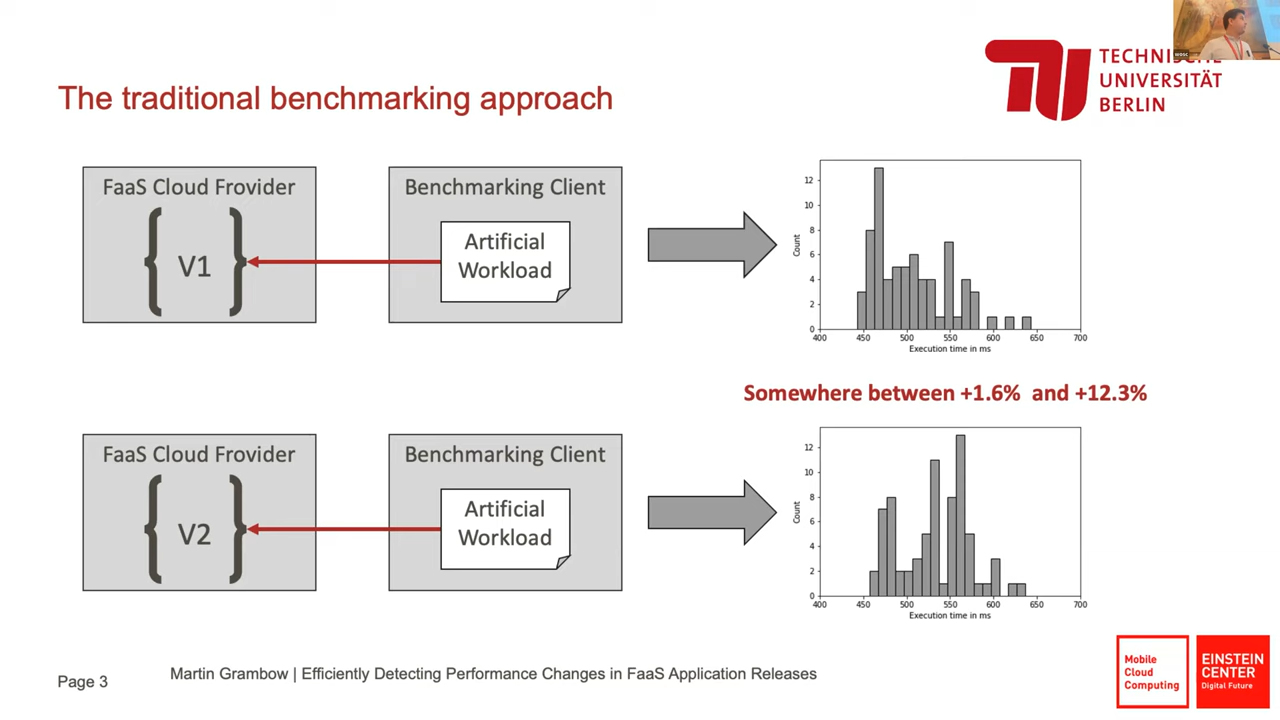 The traditional benchmarking approach
TECHNISCHE
UNIVERSITÄT
BERLIN
FaaS Cloud Frovider
V1
Benchmarking Client
Artificial
Workload
Count
12
10
8
6
4
2
0
400 450 500 550 600 650 700
Execution time in ms
Somewhere between +1.6% and +12.3%
FaaS Cloud Frovider
V2
Benchmarking Client
Artificial
Workload
Count
12
10
8
6
4
2
0
400 450 500 550 600 650 700
Execution time in ms
Page 3
Martin Grambow | Efficiently Detecting Performance Changes in FaaS Application Releases
Mobile
Cloud
Computing
EINSTEIN
CENTER
Digital Future